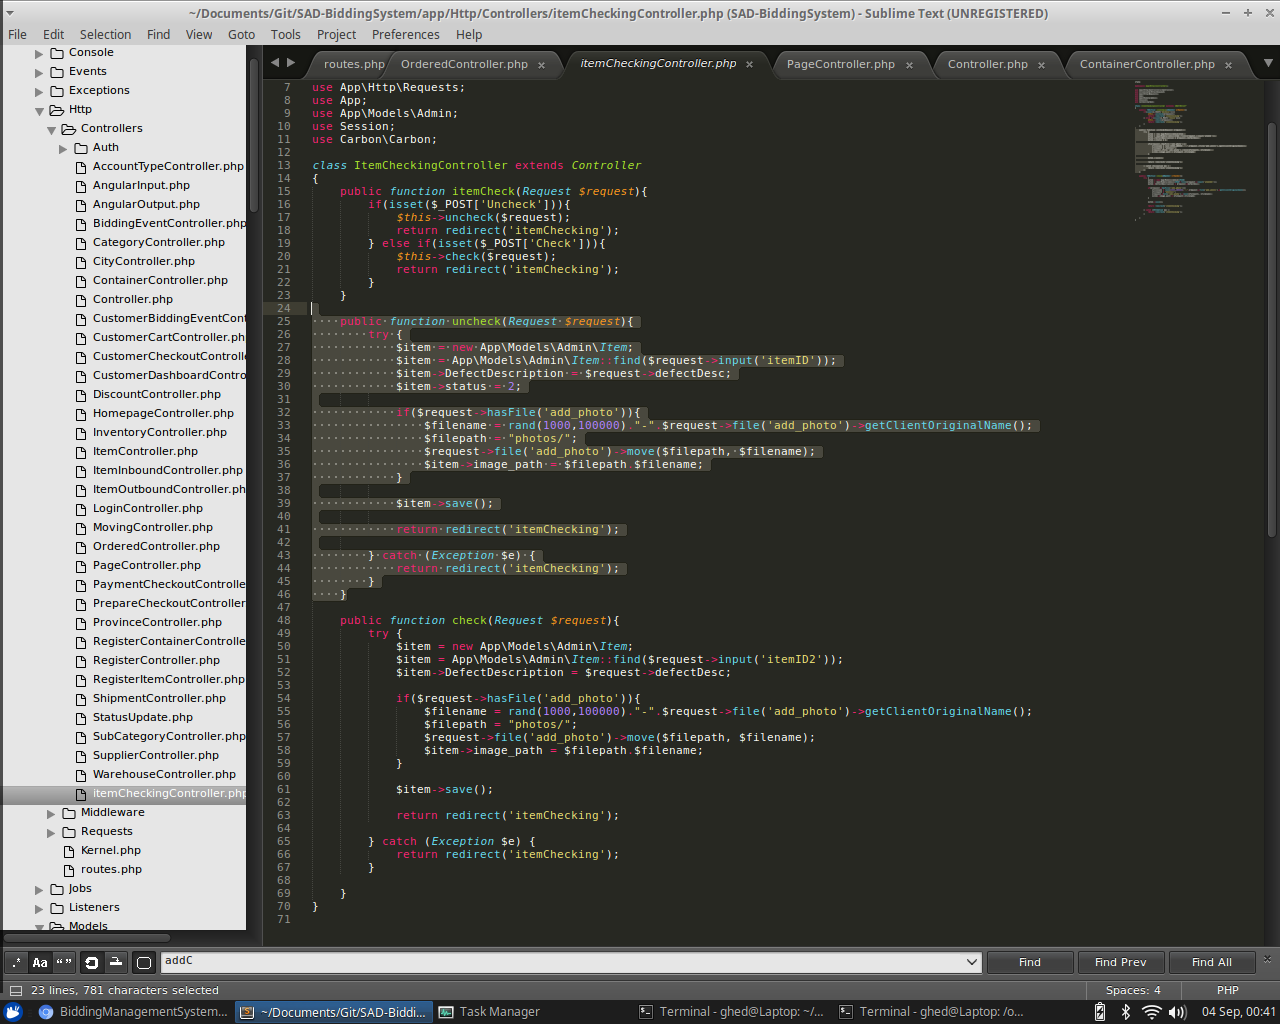 ~/Documents/Git/SAD-BiddingSystem/app/Http/Controllers/itemCheckingController.php (SAD-BiddingSystem) - Sublime Text (UNREGISTERED)
File Edit Selection Find View Goto Tools Project Preferences Help
routes.php OrderedController.php itemCheckingController.php PageController.php Controller.php ContainerController.php
Console
Events
Exceptions
Http
Controllers
Auth
AccountTypeController.php
AngularInput.php
AngularOutput.php
BiddingEventController.php
CategoryController.php
CityController.php
ContainerController.php
Controller.php
CustomerBiddingEventCont
CustomerCartController.ph
CustomerCheckoutControlle
CustomerDashboardContro
DiscountController.php
HomepageController.php
InventoryController.php
ItemController.php
ItemInboundController.php
ItemOutboundController.ph
LoginController.php
MovingController.php
OrderedController.php
PageController.php
PaymentCheckoutControlle
PrepareCheckoutController
ProvinceController.php
RegisterContainerControlle
RegisterController.php
RegisterItemController.php
ShipmentController.php
StatusUpdate.php
SubCategoryController.php
SupplierController.php
WarehouseController.php
itemCheckingController.php
Middleware
Requests
Kernel.php
routes.php
Jobs
Listeners
Models
7 use App\Http\Requests;
8 use App;
9 use App\Models\Admin;
10 use Session;
11 use Carbon\Carbon;
12
13 class ItemCheckingController extends Controller
14 {
15 public function itemCheck(Request $request){
16 if(isset($_POST['Uncheck'])){
17 $this->uncheck($request);
18 return redirect('itemChecking');
19 } else if(isset($_POST['Check'])){
20 $this->check($request);
21 return redirect('itemChecking');
22 }
23 }
24
25 public function uncheck(Request $request){
26 try {
27 $item = new App\Models\Admin\Item;
28 $item = App\Models\Admin\Item::find($request->input('itemID'));
29 $item->DefectDescription = $request->defectDesc;
30 $item->status = 2;
31
32 if($request->hasFile('add_photo')){
33 $filename = rand(1000,100000)."-".$request->file('add_photo')->getClientOriginalName();
34 $filepath = "photos/";
35 $request->file('add_photo')->move($filepath, $filename);
36 $item->image_path = $filepath.$filename;
37 }
38
39 $item->save();
40
41 return redirect('itemChecking');
42
43 } catch (Exception $e) {
44 return redirect('itemChecking');
45 }
46 }
47
48 public function check(Request $request){
49 try {
50 $item = new App\Models\Admin\Item;
51 $item = App\Models\Admin\Item::find($request->input('itemID2'));
52 $item->DefectDescription = $request->defectDesc;
53
54 if($request->hasFile('add_photo')){
55 $filename = rand(1000,100000)."-".$request->file('add_photo')->getClientOriginalName();
56 $filepath = "photos/";
57 $request->file('add_photo')->move($filepath, $filename);
58 $item->image_path = $filepath.$filename;
59 }
60
61 $item->save();
62
63 return redirect('itemChecking');
64
65 } catch (Exception $e) {
66 return redirect('itemChecking');
67 }
68
69 }
70 }
71
.* Aa “ ” addC Find Find Prev Find All
23 lines, 781 characters selected Spaces: 4 PHP
BiddingManagementSystem... ~/Documents/Git/SAD-Biddi... Task Manager Terminal - ghed@Laptop: ~/... Terminal - ghed@Laptop: /o... 04 Sep, 00:41